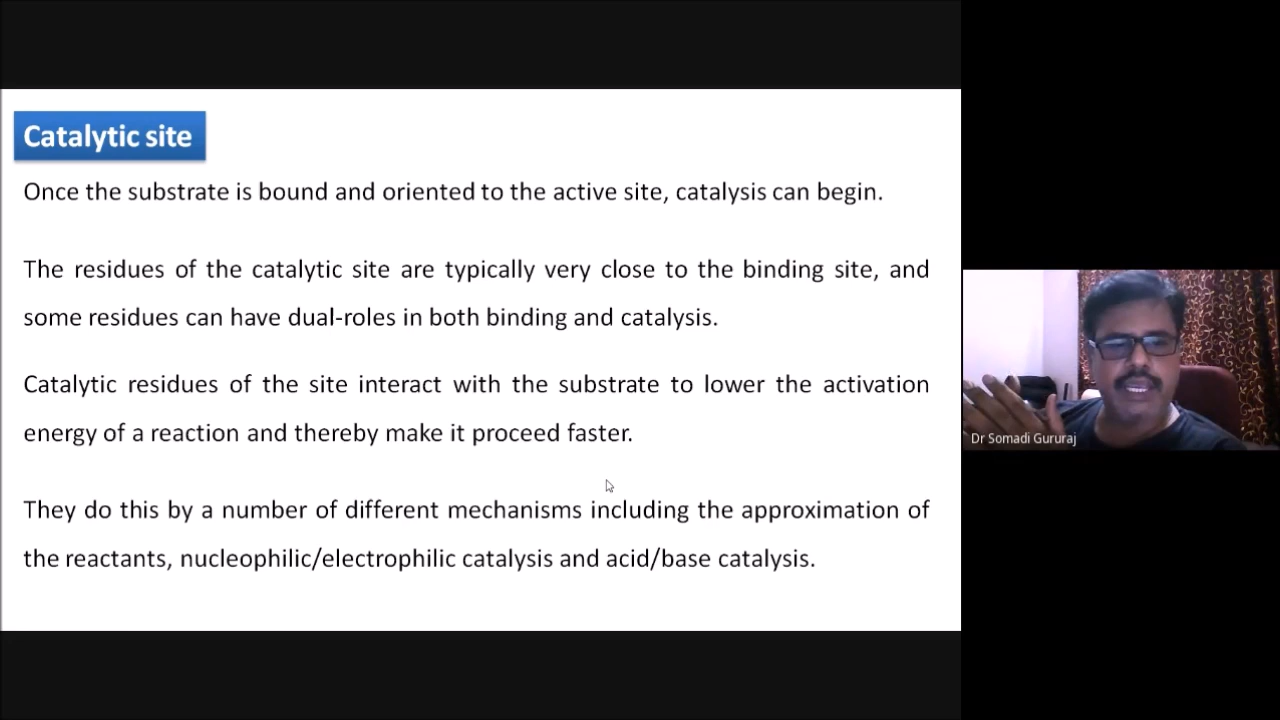 Catalytic site
Once the substrate is bound and oriented to the active site, catalysis can begin.
The residues of the catalytic site are typically very close to the binding site, and
some residues can have dual-roles in both binding and catalysis.
Catalytic residues of the site interact with the substrate to lower the activation
energy of a reaction and thereby make it proceed faster.
They do this by a number of different mechanisms including the approximation of
the reactants, nucleophilic/electrophilic catalysis and acid/base catalysis.
Dr Somadi Gururaj